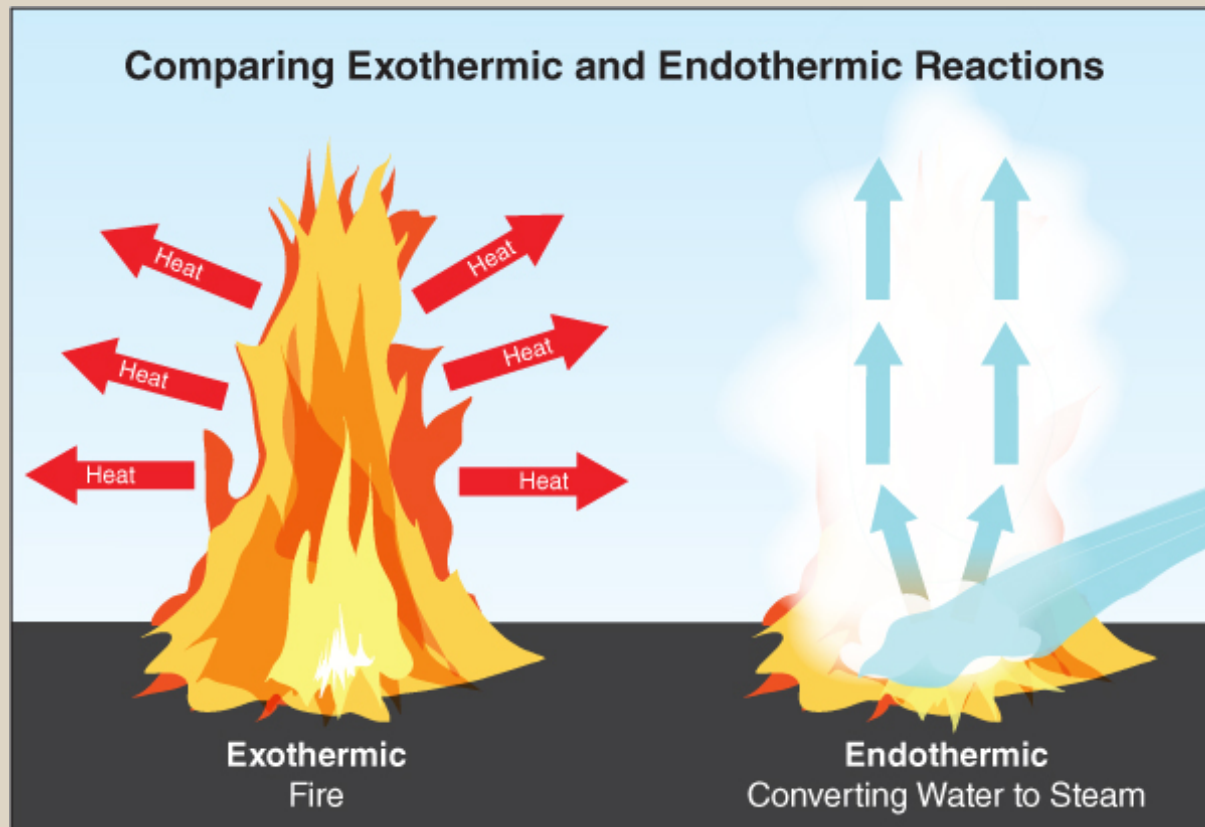 Comparing Exothermic and Endothermic Reactions
Heat
Heat
Heat
Heat
Heat
Heat
Exothermic
Fire
Endothermic
Converting Water to Steam